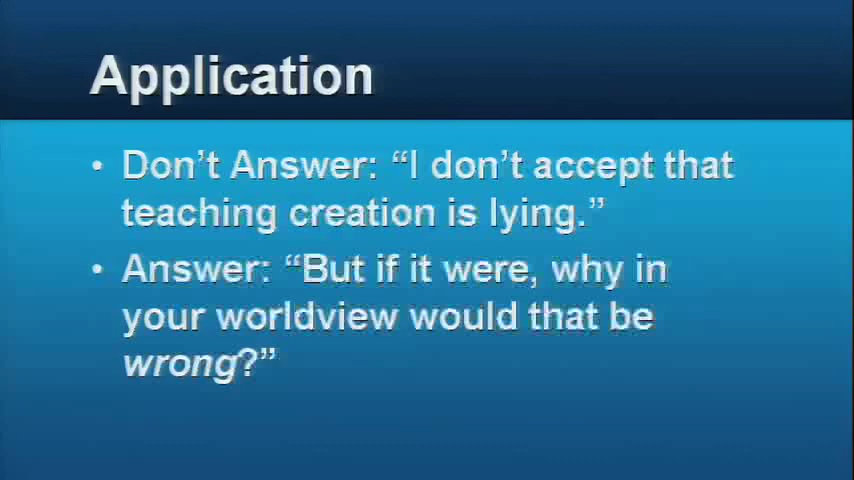 Application
• Don't Answer: “I don't accept that
teaching creation is lying.”
• Answer: “But if it were, why in
your worldview would that be
wrong?”